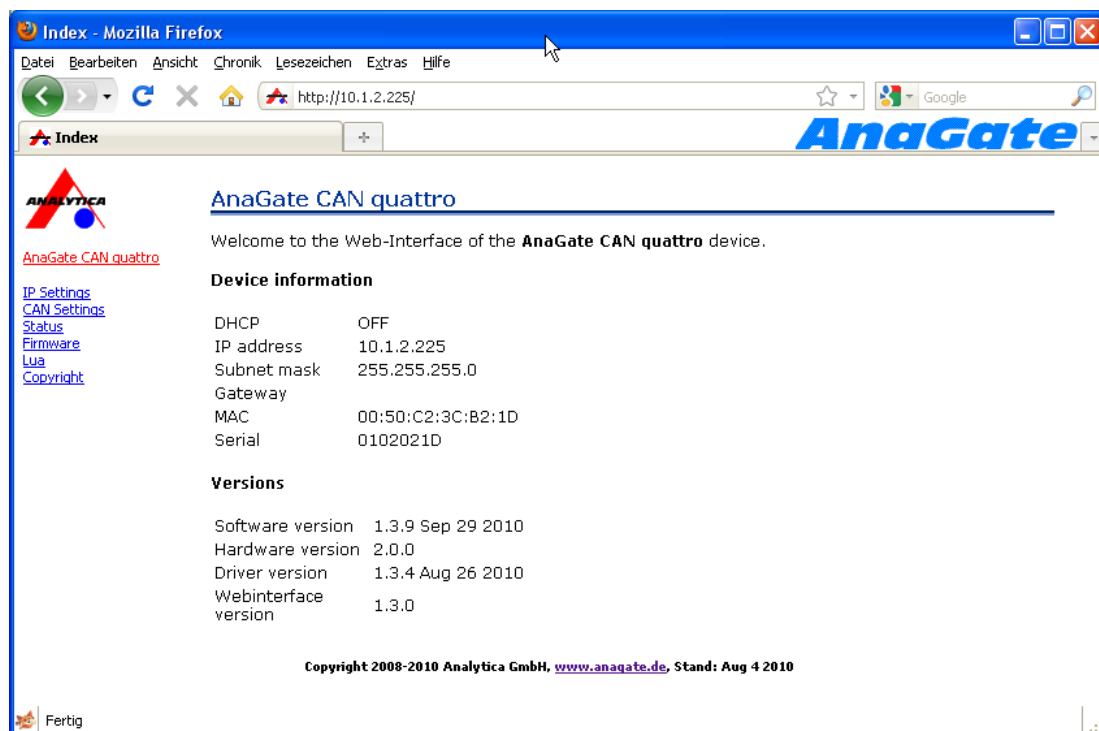 Index - Mozilla Firefox
Datei Bearbeiten Ansicht Chronik Lesezeichen Extras Hilfe
http://10.1.2.225/
Google
Index
AnaGate
ANALYTICA
AnaGate CAN quattro
IP Settings
CAN Settings
Status
Firmware
Lua
Copyright
AnaGate CAN quattro
Welcome to the Web-Interface of the AnaGate CAN quattro device.
Device information
DHCP OFF
IP address 10.1.2.225
Subnet mask 255.255.255.0
Gateway
MAC 00:50:C2:3C:B2:1D
Serial 0102021D
Versions
Software version 1.3.9 Sep 29 2010
Hardware version 2.0.0
Driver version 1.3.4 Aug 26 2010
Webinterface
version 1.3.0
Copyright 2008-2010 Analytica GmbH, www.anagate.de, Stand: Aug 4 2010
Fertig